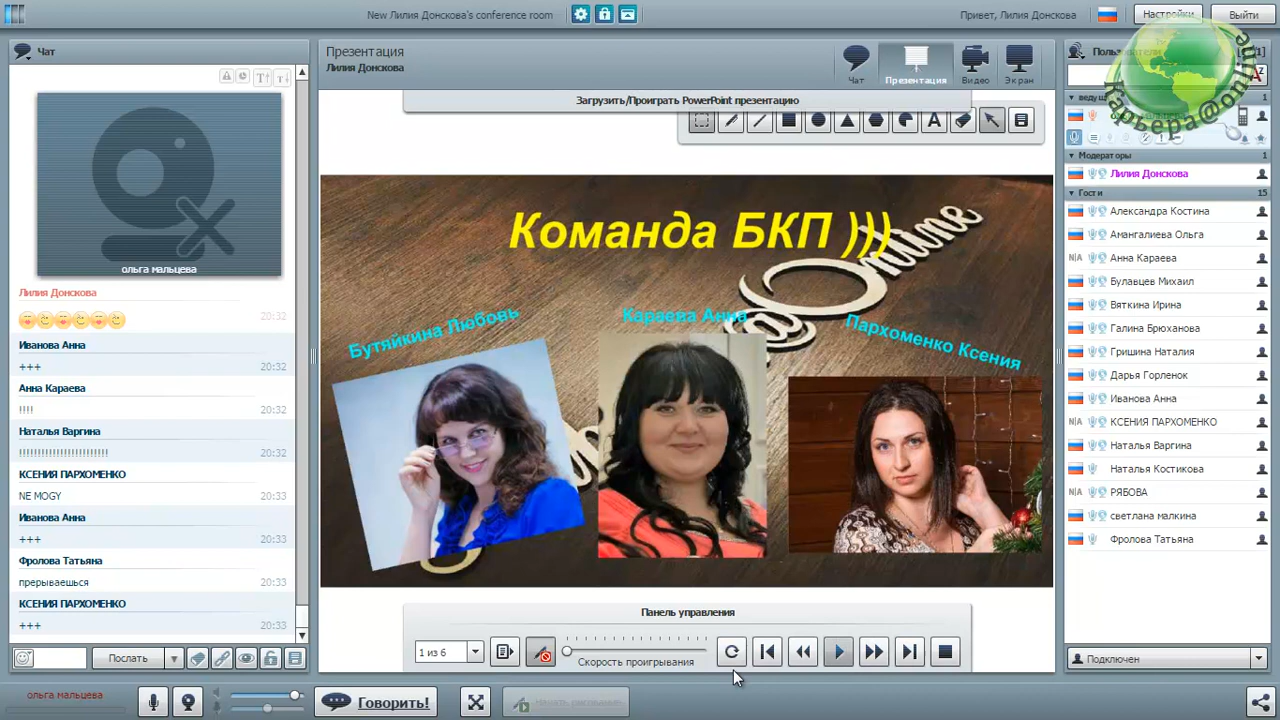 New Лилия Донскова's conference room
Привет, Лилия Донскова
Настройки
Выйти
Чат
ольга мальцева
Лилия Донскова
20:32
Иванова Анна
+++
20:32
Анна Караева
!!!!
20:32
Наталья Варгина
!!!!!!!!!!!!!!!!!!!!!!!
20:32
КСЕНИЯ ПАРХОМЕНКО
NE MOGY
20:33
Иванова Анна
+++
20:33
Фролова Татьяна
прерываешься
20:33
КСЕНИЯ ПАРХОМЕНКО
+++
20:33
Послать
Презентация
Лилия Донскова
Чат
Презентация
Видео
Экран
Загрузить/Проиграть PowerPoint презентацию
Команда БКП )))
@Online
Бутяйкина Любовь
Караева Анна
Пархоменко Ксения
Панель управления
1 из 6
Скорость проигрывания
Карьера@online
1
Модераторы
1
Лилия Донскова
Гости
15
Александра Костина
Амангалиева Ольга
N/A
Анна Караева
Булавцев Михаил
Вяткина Ирина
Галина Брюханова
Гришина Наталия
Дарья Горленок
Иванова Анна
N/A
КСЕНИЯ ПАРХОМЕНКО
Наталья Варгина
Наталья Костикова
N/A
РЯБОВА
светлана малкина
Фролова Татьяна
Подключен
ольга мальцева
Говорить!